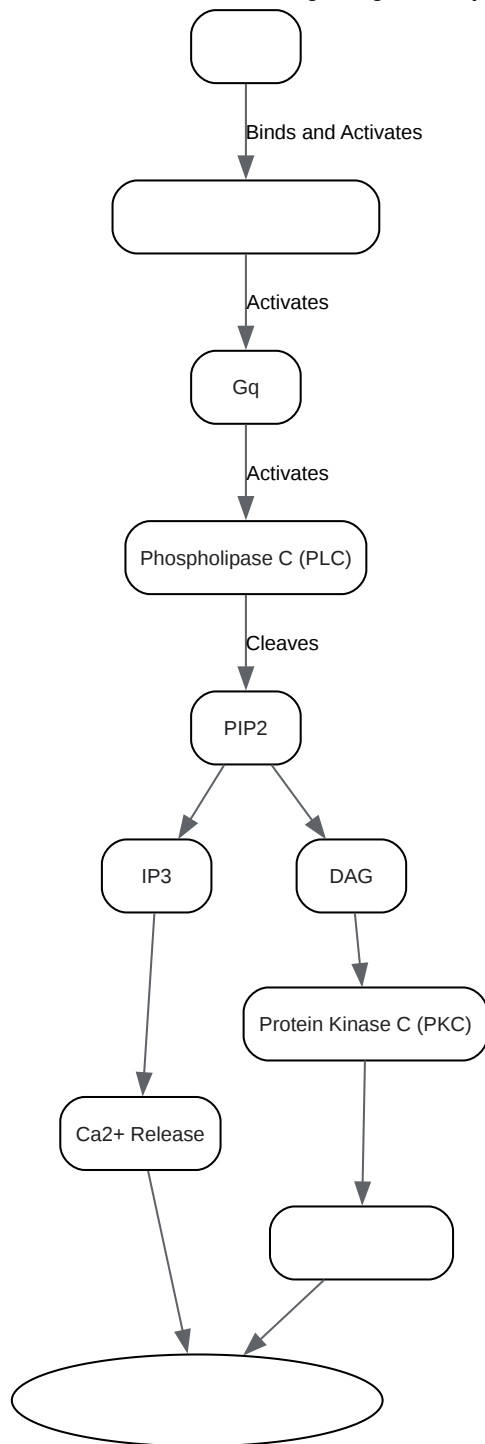 Binds and Activates
Activates
Gq
Activates
Phospholipase C (PLC)
Cleaves
PIP2
IP3 DAG
Protein Kinase C (PKC)
Ca2+ Release